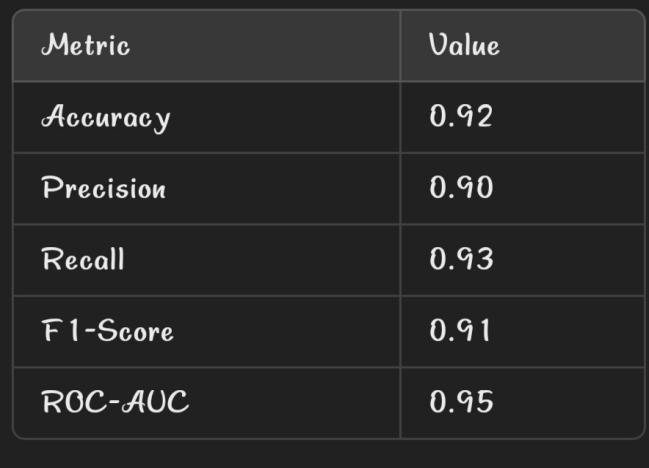 Metric Value
Accuracy 0.92
Precision 0.90
Recall 0.93
F1-Score 0.91
ROC-AUC 0.95